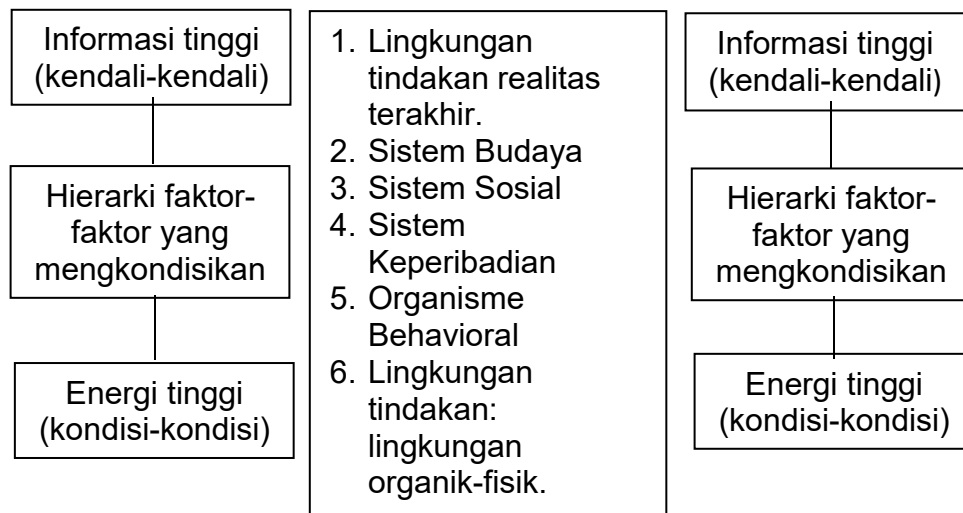 Informasi tinggi
(kendali-kendali)
Hierarki faktor-
faktor yang
mengkondisikan
Energi tinggi
(kondisi-kondisi)
1. Lingkungan
tindakan realitas
terakhir.
2. Sistem Budaya
3. Sistem Sosial
4. Sistem
Keperibadian
5. Organisme
Behavioral
6. Lingkungan
tindakan:
lingkungan
organik-fisik.
Informasi tinggi
(kendali-kendali)
Hierarki faktor-
faktor yang
mengkondisikan
Energi tinggi
(kondisi-kondisi)